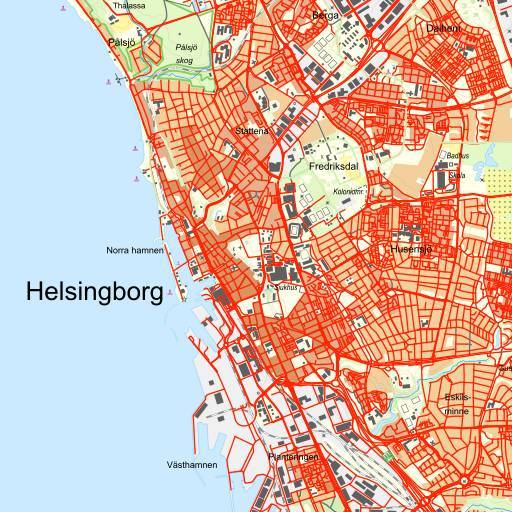 Thalassa
Berga
Dalhem
Pålsjö
Pålsjö
skog
Stattena
Fredriksdal
Badhus
Skola
Koloniomr.
Norra hamnen
Husensjö
Helsingborg
Sjukhus
Eskils-
minne
Planteringen
Västhamnen